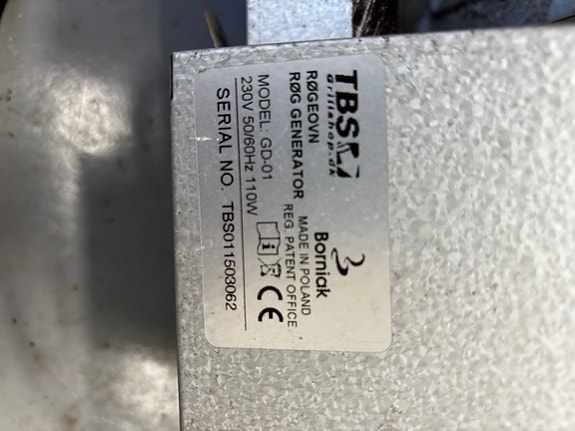 TBS
Grillshop.dk
Borniak
RØGEOVN
RØG GENERATOR
MADE IN POLAND
REG. PATENT OFFICE
MODEL: GD-01
230V 50/60Hz 110W
i
CE
SERIAL NO. TBS011503062